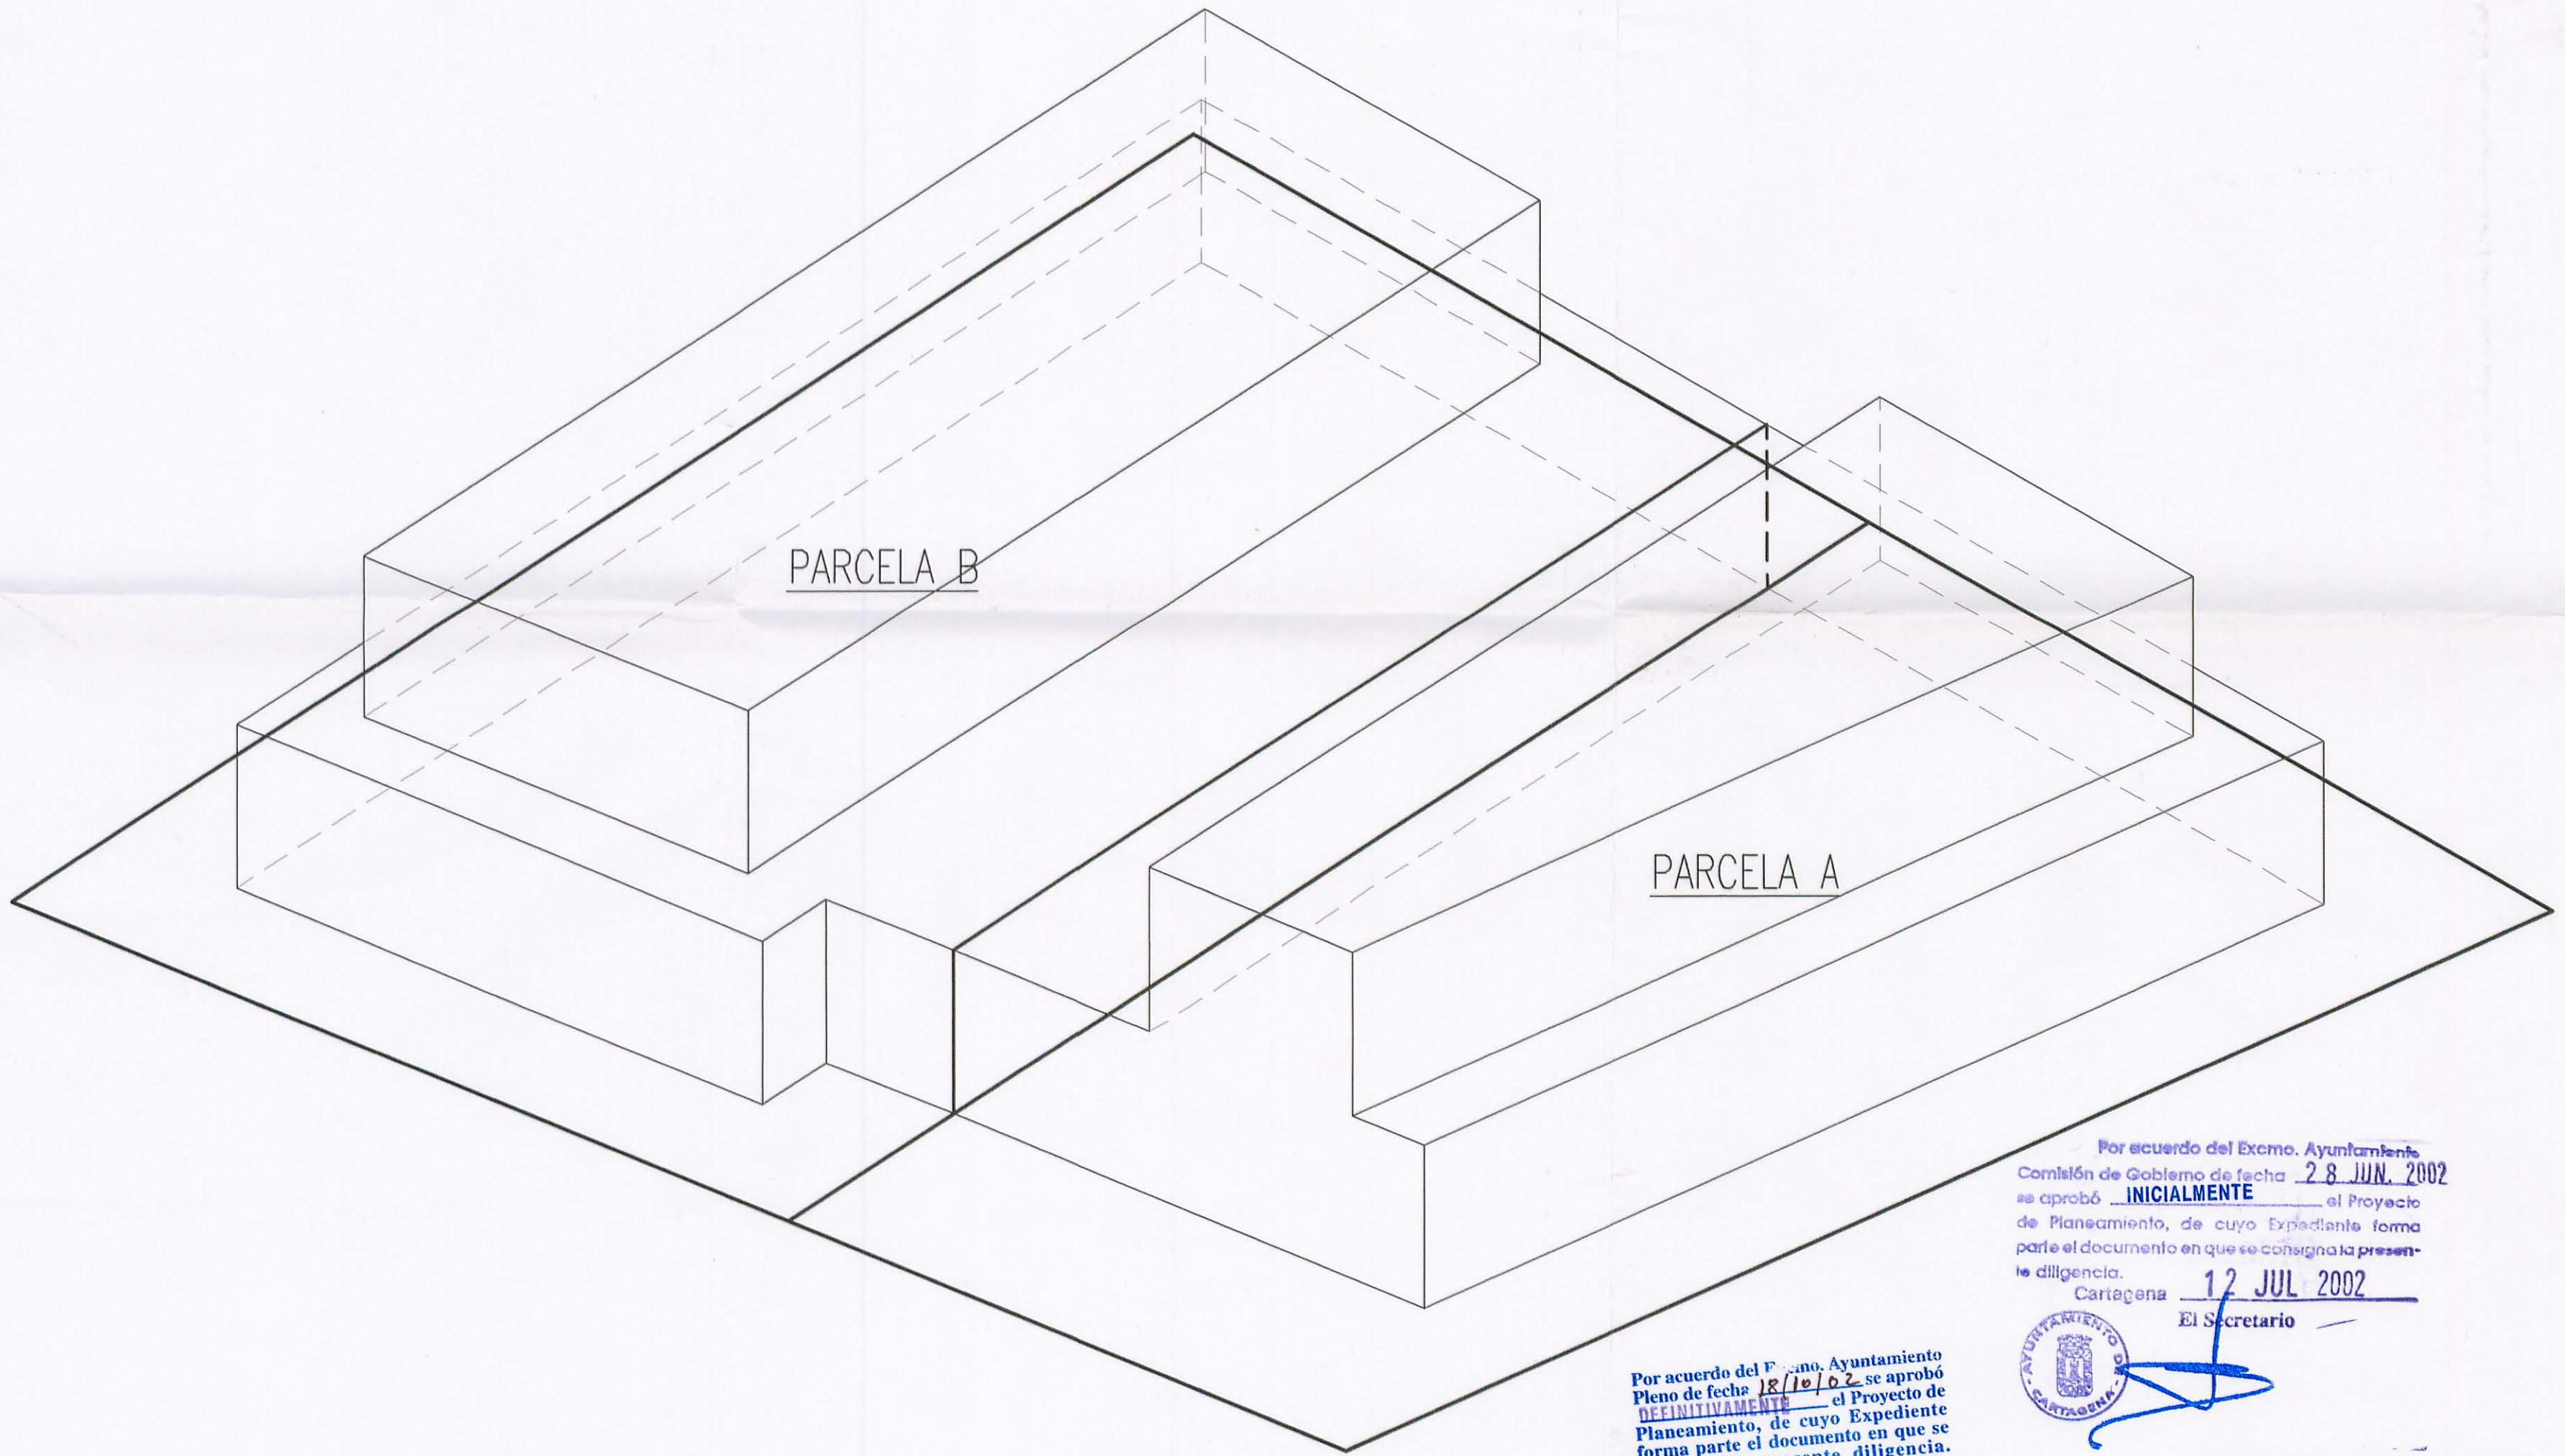 PARCELA B
PARCELA A
Por acuerdo del Excmo. Ayuntamiento
Comisión de Gobierno de fecha 28 JUN. 2002
se aprobó INICIALMENTE el Proyecto
de Planeamiento, de cuyo Expediente forma
parte el documento en que se consigna la presen-
te diligencia.
Cartagena 12 JUL 2002
El Secretario
AYUNTAMIENTO DE
CARTAGENA
Por acuerdo del Ayuntamiento
Pleno de fecha 18/10/02 se aprobó
DEFINITIVAMENTE el Proyecto de
Planeamiento, de cuyo Expediente
forma parte el documento en que se
diligencia.